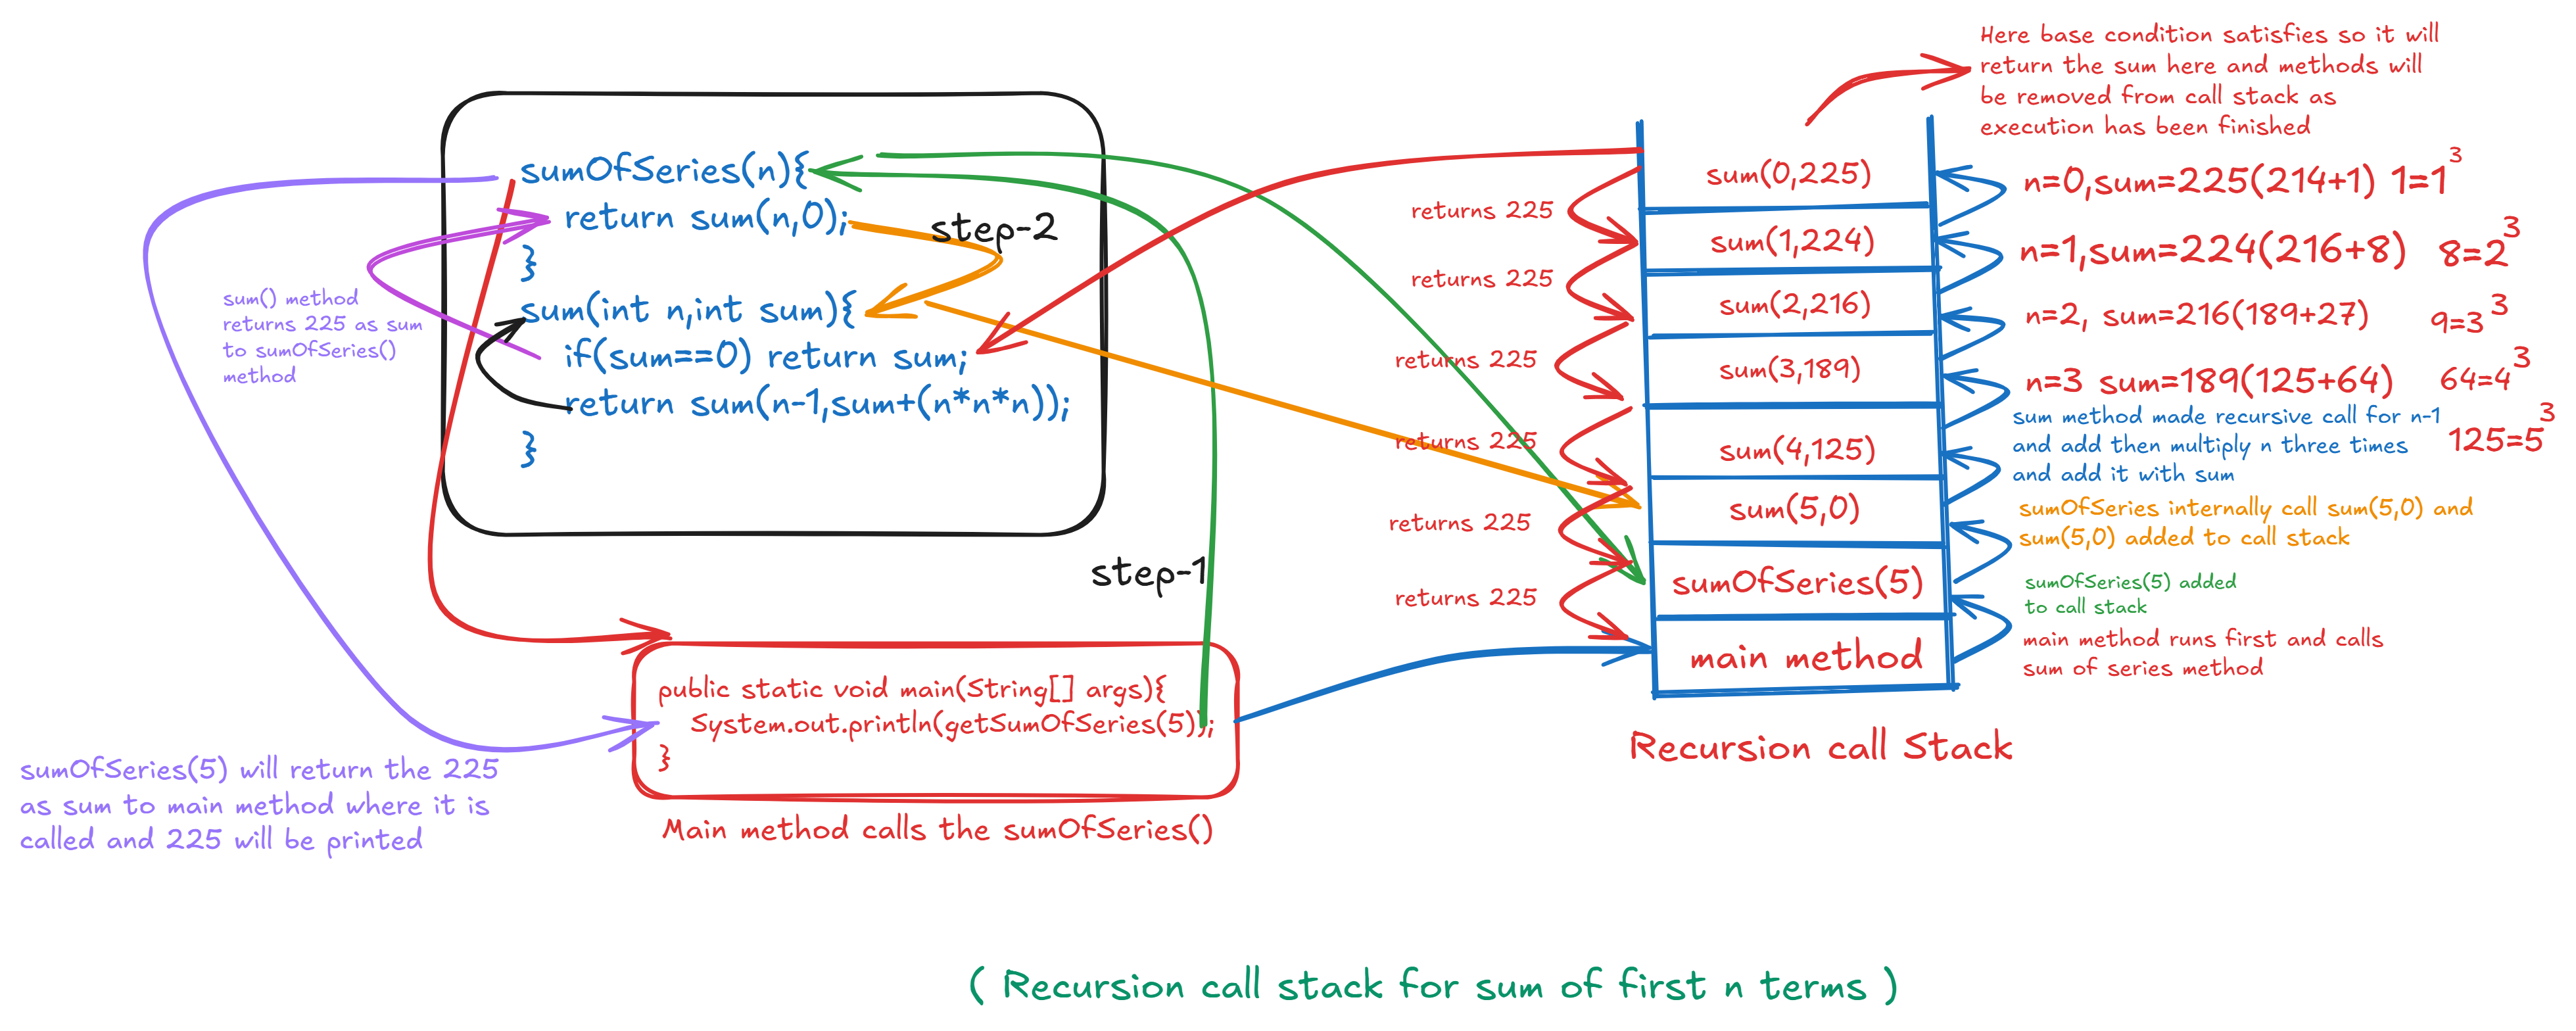 sumOfSeries(n){
return sum(n,0);
}
sum(int n,int sum){
if(sum==0) return sum;
return sum(n-1,sum+(n*n*n));
}
step-2
step-1
sum() method
returns 225 as sum
to sumOfSeries()
method
public static void main(String[] args){
System.out.println(getSumOfSeries(5));
}
Main method calls the sumOfSeries()
sumOfSeries(5) will return the 225
as sum to main method where it is
called and 225 will be printed
returns 225
returns 225
returns 225
returns 225
returns 225
returns 225
sum(0,225)
sum(1,224)
sum(2,216)
sum(3,189)
sum(4,125)
sum(5,0)
sumOfSeries(5)
main method
Recursion call Stack
Here base condition satisfies so it will
return the sum here and methods will
be removed from call stack as
execution has been finished
n=0,sum=225(214+1) 1=1³
n=1,sum=224(216+8) 8=2³
n=2, sum=216(189+27) 9=3³
n=3 sum=189(125+64) 64=4³
sum method made recursive call for n-1
and add then multiply n three times
and add it with sum
125=5³
sumOfSeries internally call sum(5,0) and
sum(5,0) added to call stack
sumOfSeries(5) added
to call stack
main method runs first and calls
sum of series method
( Recursion call stack for sum of first n terms )